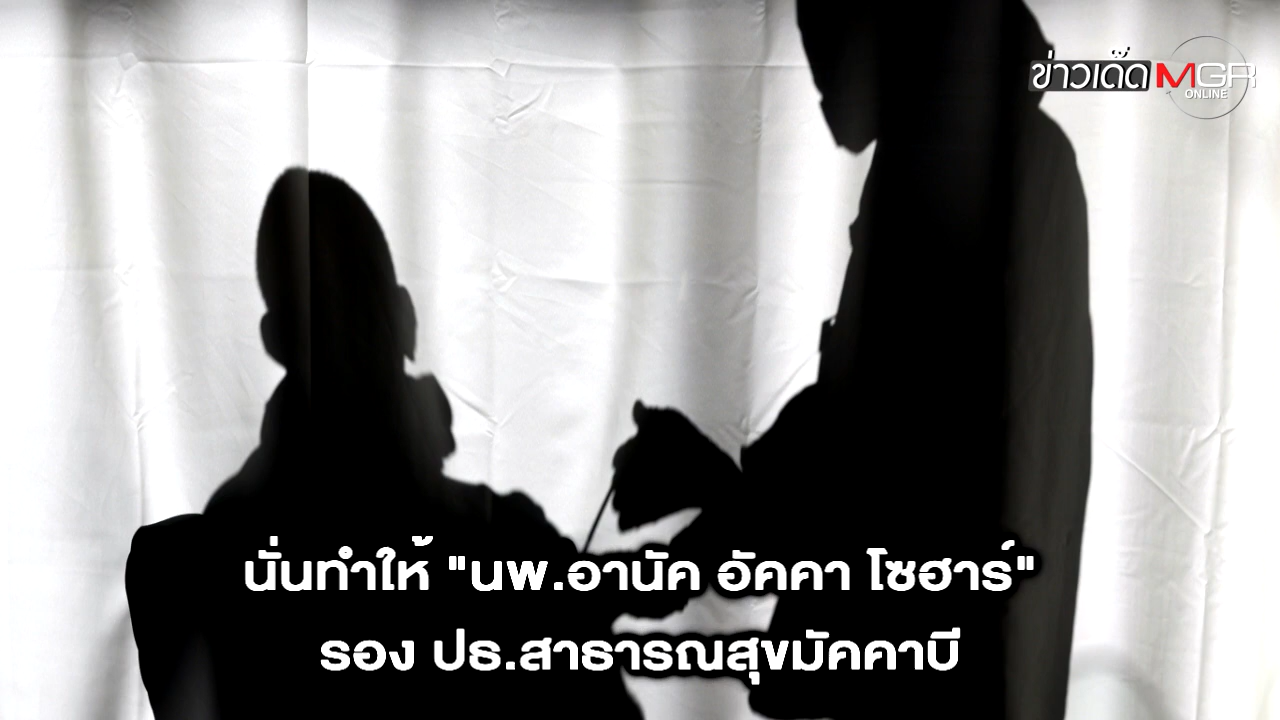 ข่าวเด็ด MGR
ONLINE
นั่นทำให้ "นพ.อานัค อัคคา โซฮาร์"
รอง ปธ.สาธารณสุขมัคคาบี